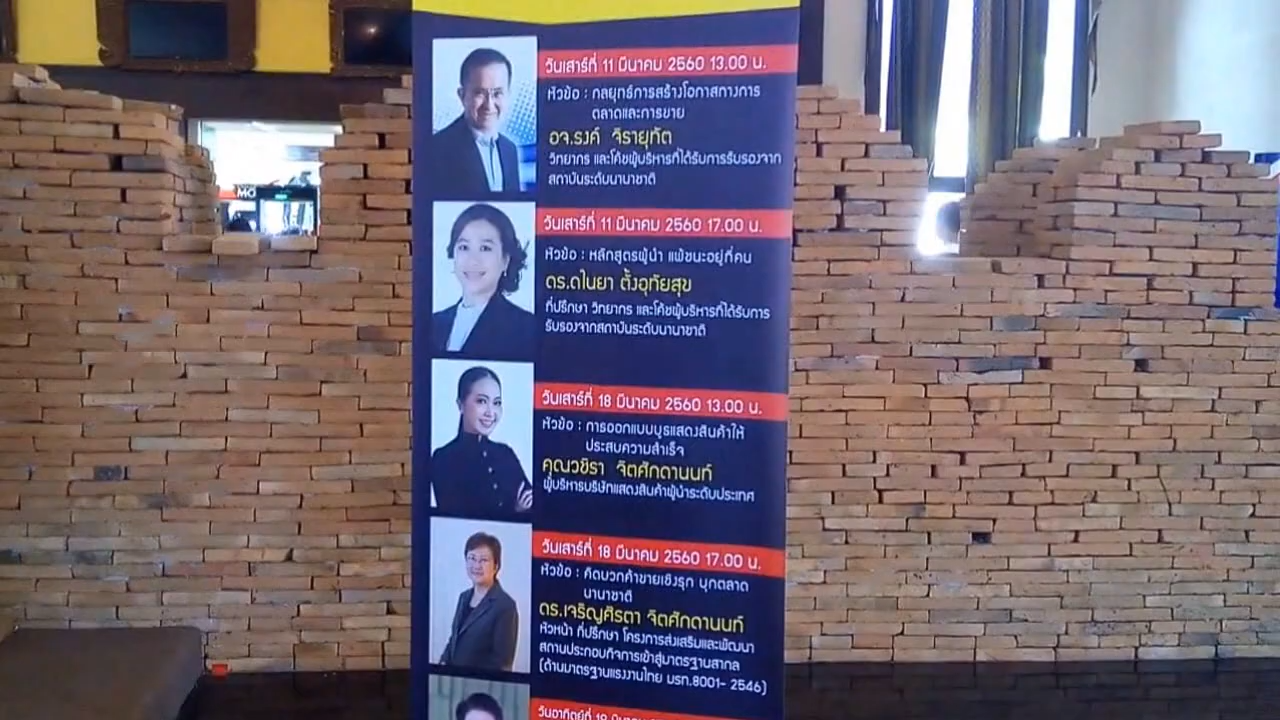 วันเสาร์ที่ 11 มีนาคม 2560 13.00 น.
หัวข้อ : กลยุทธ์การสร้างโอกาสทางการ
ตลาดและการขาย
อจ.รงค์ จิรายุทัต
วิทยากร และโค้ชผู้บริหารที่ได้รับการรับรองจาก
สถาบันระดับนานาชาติ
วันเสาร์ที่ 11 มีนาคม 2560 17.00 น.
หัวข้อ : หลักสูตรผู้นำ แพ้ชนะอยู่ที่คน
ดร.ดไนยา ตั้งอุทัยสุข
ที่ปรึกษา วิทยากร และโค้ชผู้บริหารที่ได้รับการ
รับรองจากสถาบันระดับนานาชาติ
วันเสาร์ที่ 18 มีนาคม 2560 13.00 น.
หัวข้อ : การออกแบบบูธแสดงสินค้าให้
ประสบความสำเร็จ
คุณวชิรา จิตศักดานนท์
ผู้บริหารบริษัทแสดงสินค้าผู้นำระดับประเทศ
วันเสาร์ที่ 18 มีนาคม 2560 17.00 น.
หัวข้อ : คิดบวกค้าขายเชิงรุก บุกตลาด
นานาชาติ
ดร.เจริญศิรตา จิตศักดานนท์
หัวหน้า ที่ปรึกษา โครงการส่งเสริมและพัฒนา
สถานประกอบกิจการเข้าสู่มาตรฐานสากล
(ด้านมาตรฐานแรงงานไทย มรท.8001- 2546)
วันอาทิตย์ที่ 19